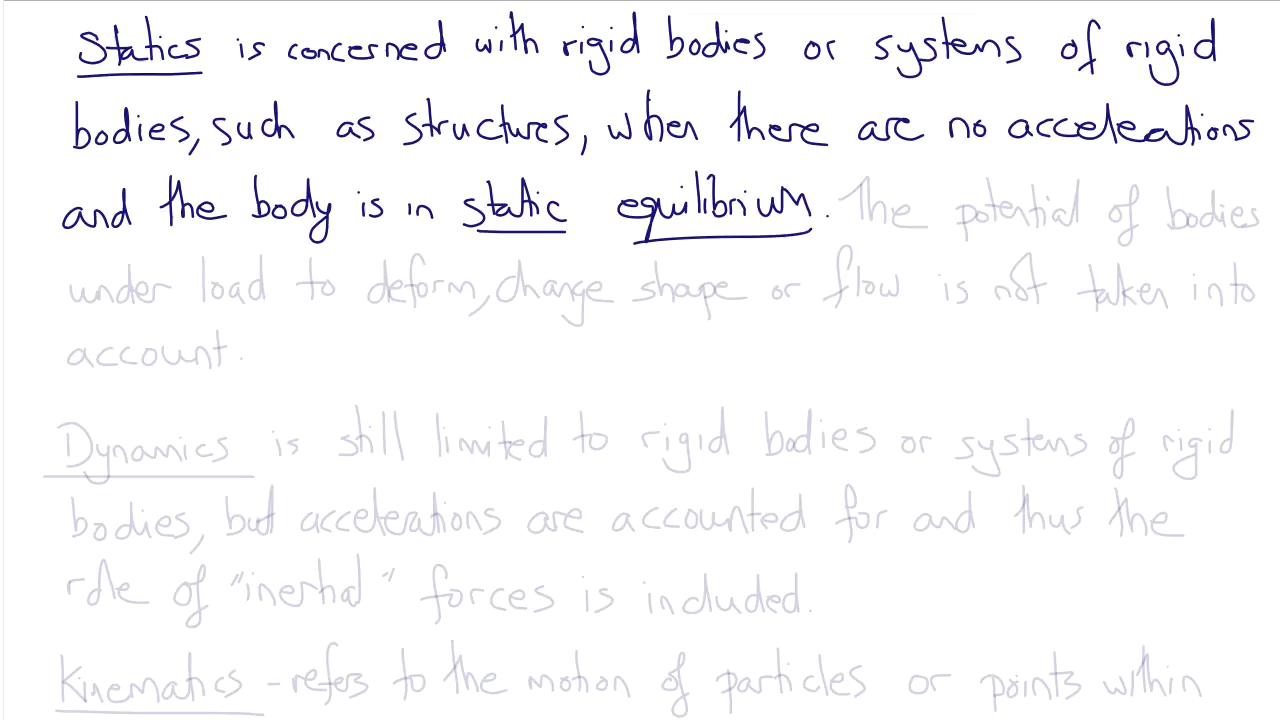 Statics is concerned with rigid bodies or systems of rigid
bodies, such as structures, when there are no acceleations
and the body is in static equilibrium. The potential of bodies
under load to deform, change shape or flow is not taken into
account.
Dynamics is still limited to rigid bodies or systems of rigid
bodies, but accelerations are accounted for and thus the
role of "inertial" forces is included.
Kinematics - refers to the motion of particles or points within